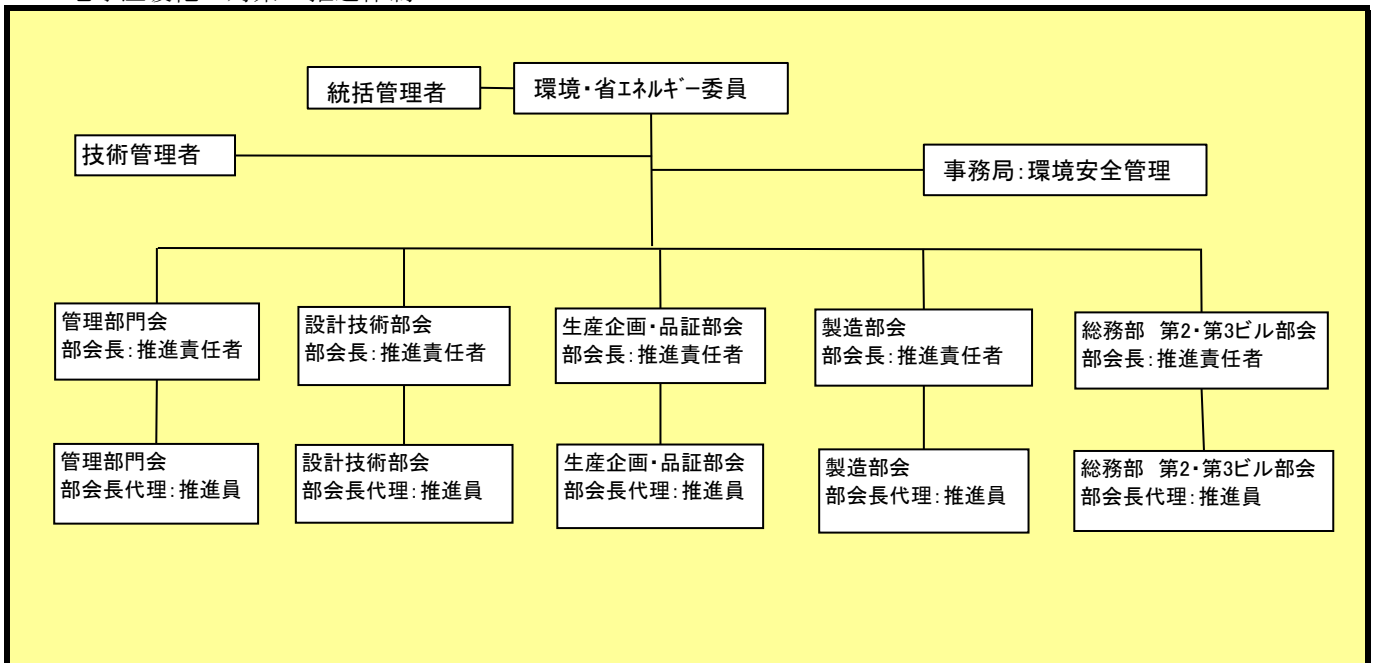 統括管理者
環境・省ｴﾈﾙｷﾞｰ委員
技術管理者
事務局:環境安全管理
管理部門会
部会長:推進責任者
設計技術部会
部会長:推進責任者
生産企画・品証部会
部会長:推進責任者
製造部会
部会長:推進責任者
総務部 第2・第3ビル部会
部会長:推進責任者
管理部門会
部会長代理:推進員
設計技術部会
部会長代理:推進員
生産企画・品証部会
部会長代理:推進員
製造部会
部会長代理:推進員
総務部 第2・第3ビル部会
部会長代理:推進員